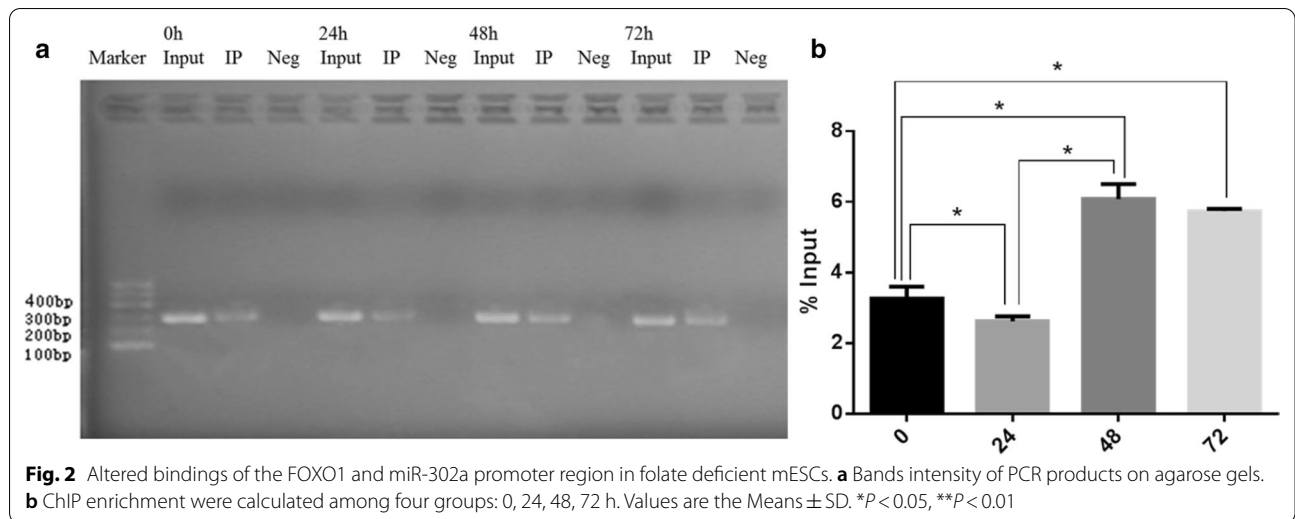 a
0h 24h 48h 72h
Marker Input IP Neg Input IP Neg Input IP Neg Input IP Neg
400bp
300bp
200bp
100bp
b
*
*
*
*
% Input
8
6
4
2
0
0 24 48 72
Fig. 2 Altered bindings of the FOXO1 and miR-302a promoter region in folate deficient mESCs. a Bands intensity of PCR products on agarose gels.
b ChIP enrichment were calculated among four groups: 0, 24, 48, 72 h. Values are the Means ± SD. *P < 0.05, **P < 0.01